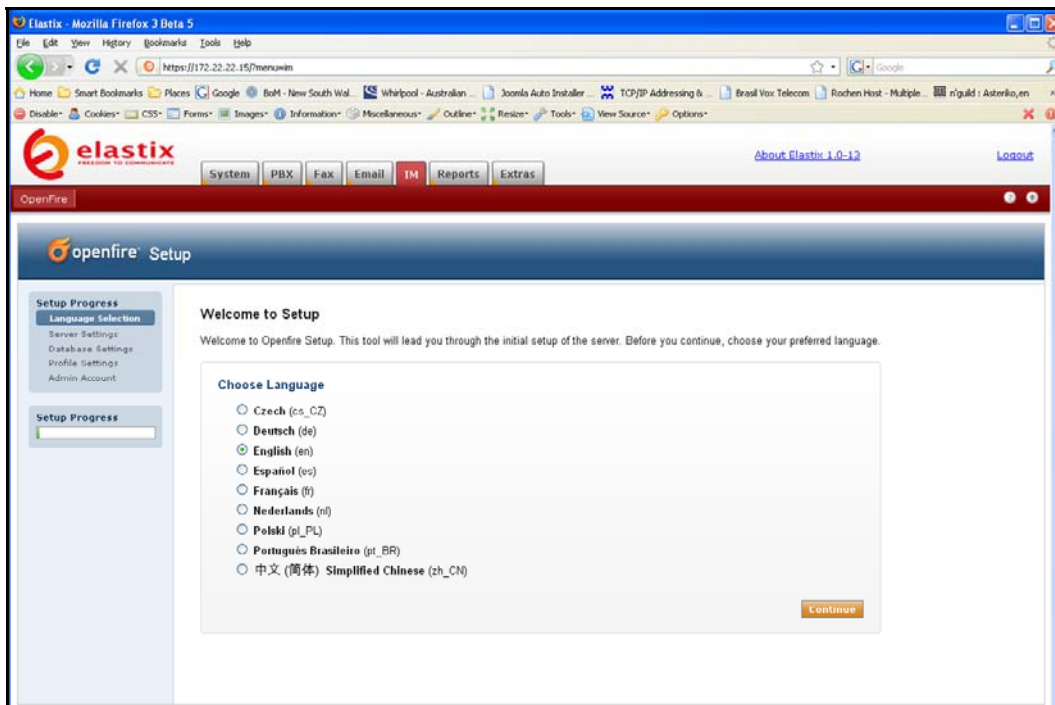 Elastix - Mozilla Firefox 3 Beta 5
File Edit View History Bookmarks Tools Help
https://172.22.22.15/?menu=im
Google
Home Smart Bookmarks Places Google BoM - New South Wal... Whirlpool - Australian ... Joomla Auto Installer ... TCP/IP Addressing & ... Brasil Vox Telecom Rochen Host - Multiple... n'guild : Asterisko,en
Disable Cookies CSS Forms Images Information Miscellaneous Outline Resize Tools View Source Options
elastix
FREEDOM TO COMMUNICATE
About Elastix 1.0-12
Logout
System PBX Fax Email IM Reports Extras
OpenFire
openfire Setup
Setup Progress
Language Selection
Server Settings
Database Settings
Profile Settings
Admin Account
Setup Progress
Welcome to Setup
Welcome to Openfire Setup. This tool will lead you through the initial setup of the server. Before you continue, choose your preferred language.
Choose Language
Czech (cs_CZ)
Deutsch (de)
English (en)
Español (es)
Français (fr)
Nederlands (nl)
Polski (pl_PL)
Português Brasileiro (pt_BR)
中文 (简体) Simplified Chinese (zh_CN)
Continue